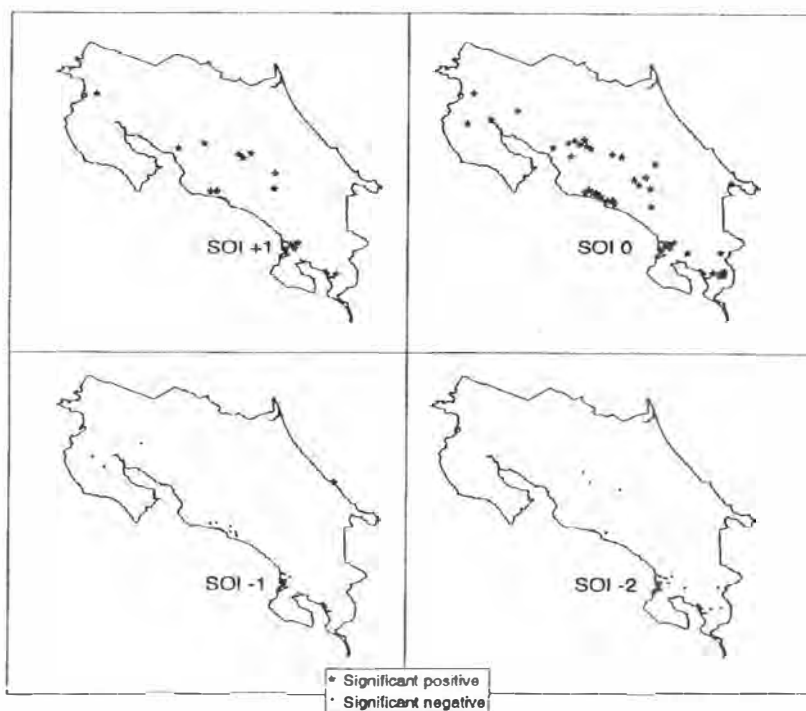 SOI +1
SOI 0
SOI -1
SOI -2
* Significant positive
· Significant negative